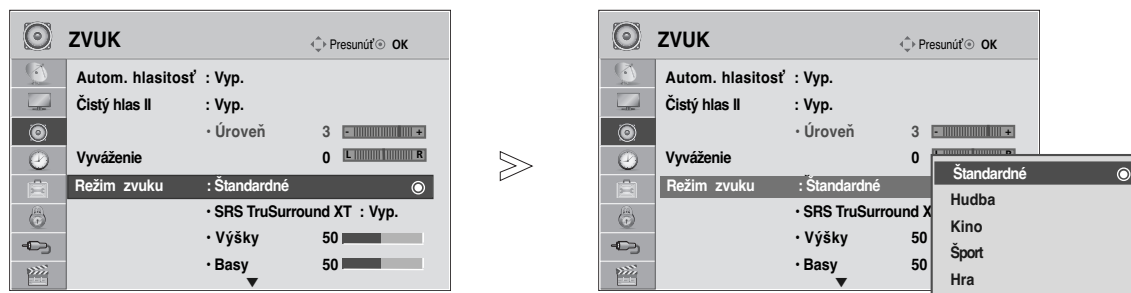 ZVUK
Presunúť OK
Autom. hlasitosť : Vyp.
Čistý hlas II : Vyp.
• Úroveň 3 - +
Vyváženie 0 L R
Režim zvuku : Štandardné
• SRS TruSurround XT : Vyp.
• Výšky 50
• Basy 50
ZVUK
Presunúť OK
Autom. hlasitosť : Vyp.
Čistý hlas II : Vyp.
• Úroveň 3 - +
Vyváženie 0 L R
Režim zvuku : Štandardné
• SRS TruSurround X
• Výšky 50
• Basy 50
Štandardné
Hudba
Kino
Šport
Hra